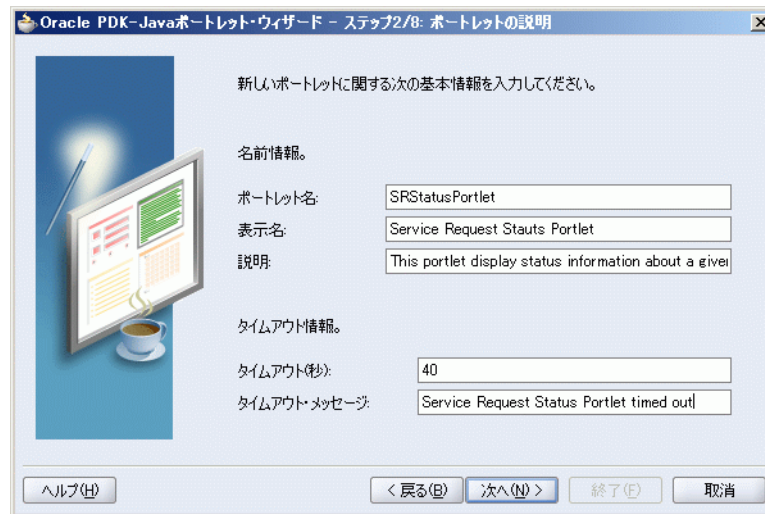 Oracle PDK-Javaポートレット・ウィザード - ステップ2/8: ポートレットの説明
新しいポートレットに関する次の基本情報を入力してください。
名前情報。
ポートレット名: SRStatusPortlet
表示名: Service Request Stauts Portlet
説明: This portlet display status information about a given
タイムアウト情報。
タイムアウト(秒): 40
タイムアウト・メッセージ: Service Request Status Portlet timed out
ヘルプ(H) < 戻る(B) 次へ(N) > 終了(F) 取消